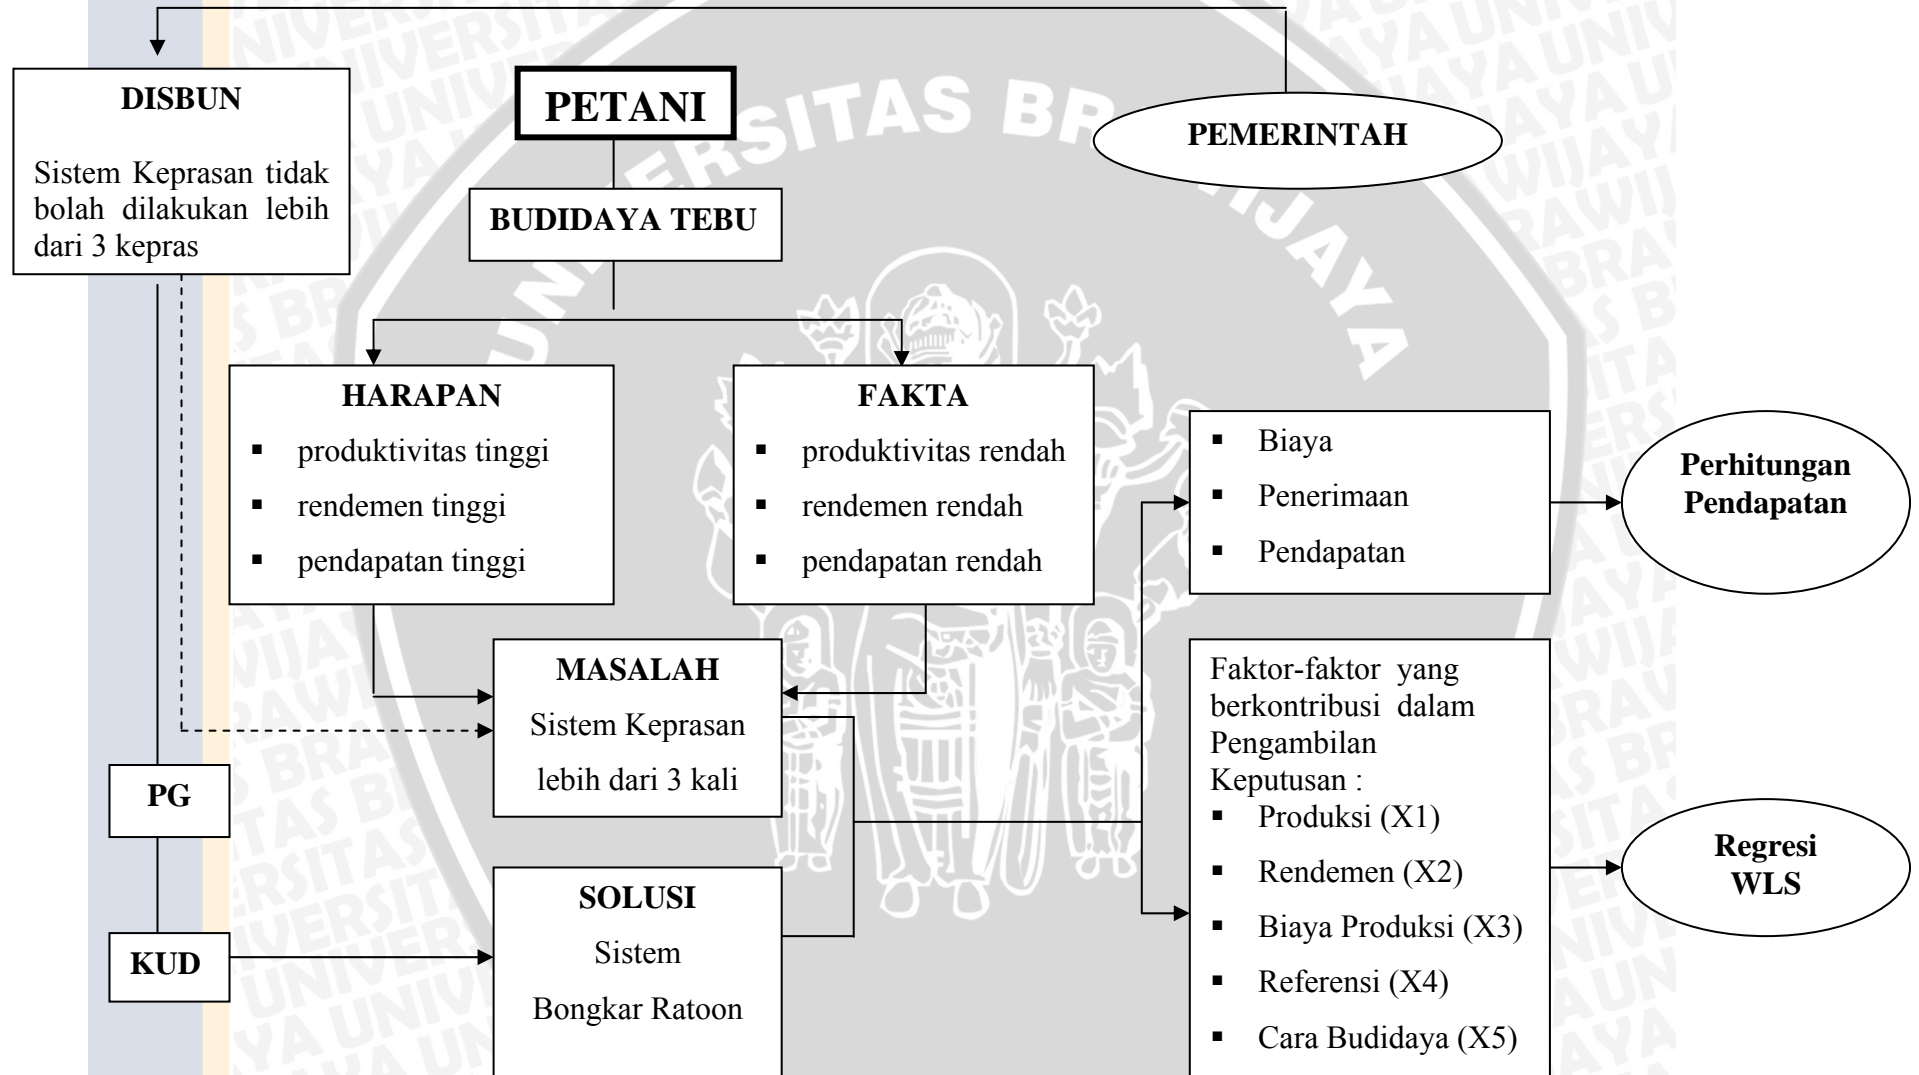 DISBUN
Sistem Keprasan tidak
bolah dilakukan lebih
dari 3 kepras
PETANI
PEMERINTAH
BUDIDAYA TEBU
HARAPAN
▪ produktivitas tinggi
▪ rendemen tinggi
▪ pendapatan tinggi
FAKTA
▪ produktivitas rendah
▪ rendemen rendah
▪ pendapatan rendah
▪ Biaya
▪ Penerimaan
▪ Pendapatan
Perhitungan
Pendapatan
MASALAH
Sistem Keprasan
lebih dari 3 kali
PG
KUD
SOLUSI
Sistem
Bongkar Ratoon
Faktor-faktor yang
berkontribusi dalam
Pengambilan
Keputusan :
▪ Produksi (X1)
▪ Rendemen (X2)
▪ Biaya Produksi (X3)
▪ Referensi (X4)
▪ Cara Budidaya (X5)
Regresi
WLS
UNIVERSITAS BRAWIJAYA